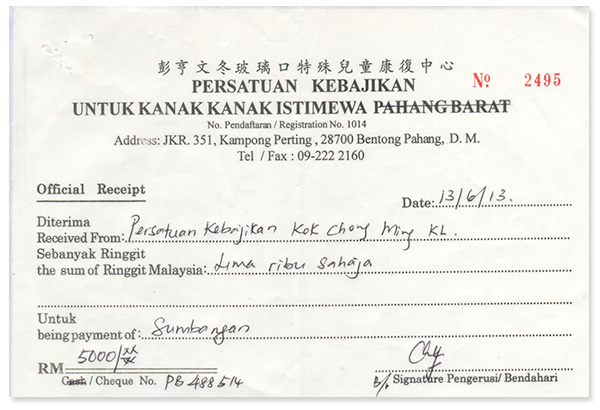 彭亨文冬玻璃口特殊兒童康復中心
PERSATUAN KEBAJIKAN
Nº 2495
UNTUK KANAK KANAK ISTIMEWA PAHANG BARAT
No. Pendaftaran / Registration No. 1014
Address: JKR. 351, Kampong Perting , 28700 Bentong Pahang, D. M.
Tel / Fax : 09-222 2160
Official Receipt
Date: 13/6/13.
Diterima
Received From: Persatuan Kebajikan Kok Chong Ming KL.
Sebanyak Ringgit
the sum of Ringgit Malaysia: Lima ribu sahaja
Untuk
being payment of : Sumbangan
RM 5000/
Cash / Cheque No. PB 488514
b/. Signature Pengerusi/ Bendahari